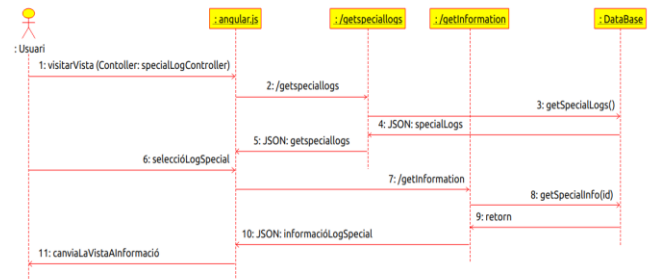 : angular.js
: /getspeciallogs
: /getInformation
: DataBase
: Usuari
1: visitarVista (Contoller: specialLogController)
2: /getspeciallogs
3: getSpecialLogs()
4: JSON: specialLogs
5: JSON: getspeciallogs
6: seleccióLogSpecial
7: /getInformation
8: getSpecialInfo(id)
9: retorn
10: JSON: informacióLogSpecial
11: canviaLaVistaAInformació